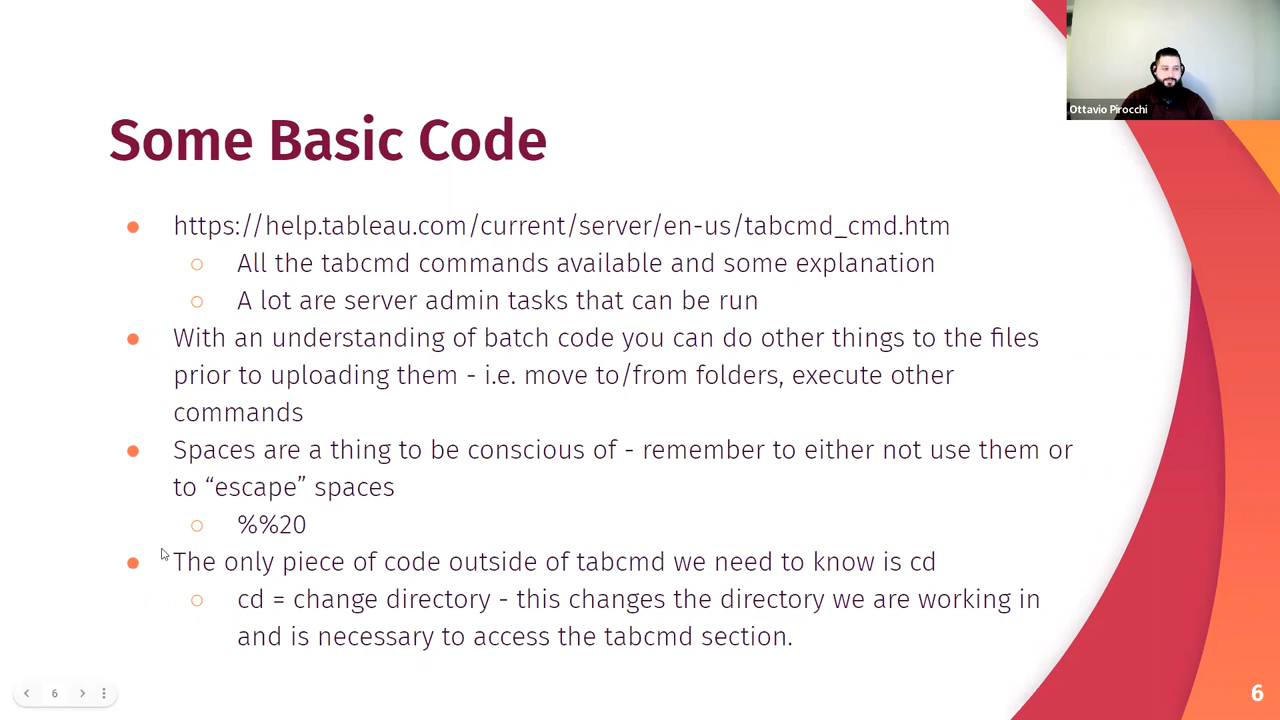 Ottavio Pirocchi
Some Basic Code
https://help.tableau.com/current/server/en-us/tabcmd_cmd.htm
All the tabcmd commands available and some explanation
A lot are server admin tasks that can be run
With an understanding of batch code you can do other things to the files
prior to uploading them - i.e. move to/from folders, execute other
commands
Spaces are a thing to be conscious of - remember to either not use them or
to “escape” spaces
%%20
The only piece of code outside of tabcmd we need to know is cd
cd = change directory - this changes the directory we are working in
and is necessary to access the tabcmd section.
6
6